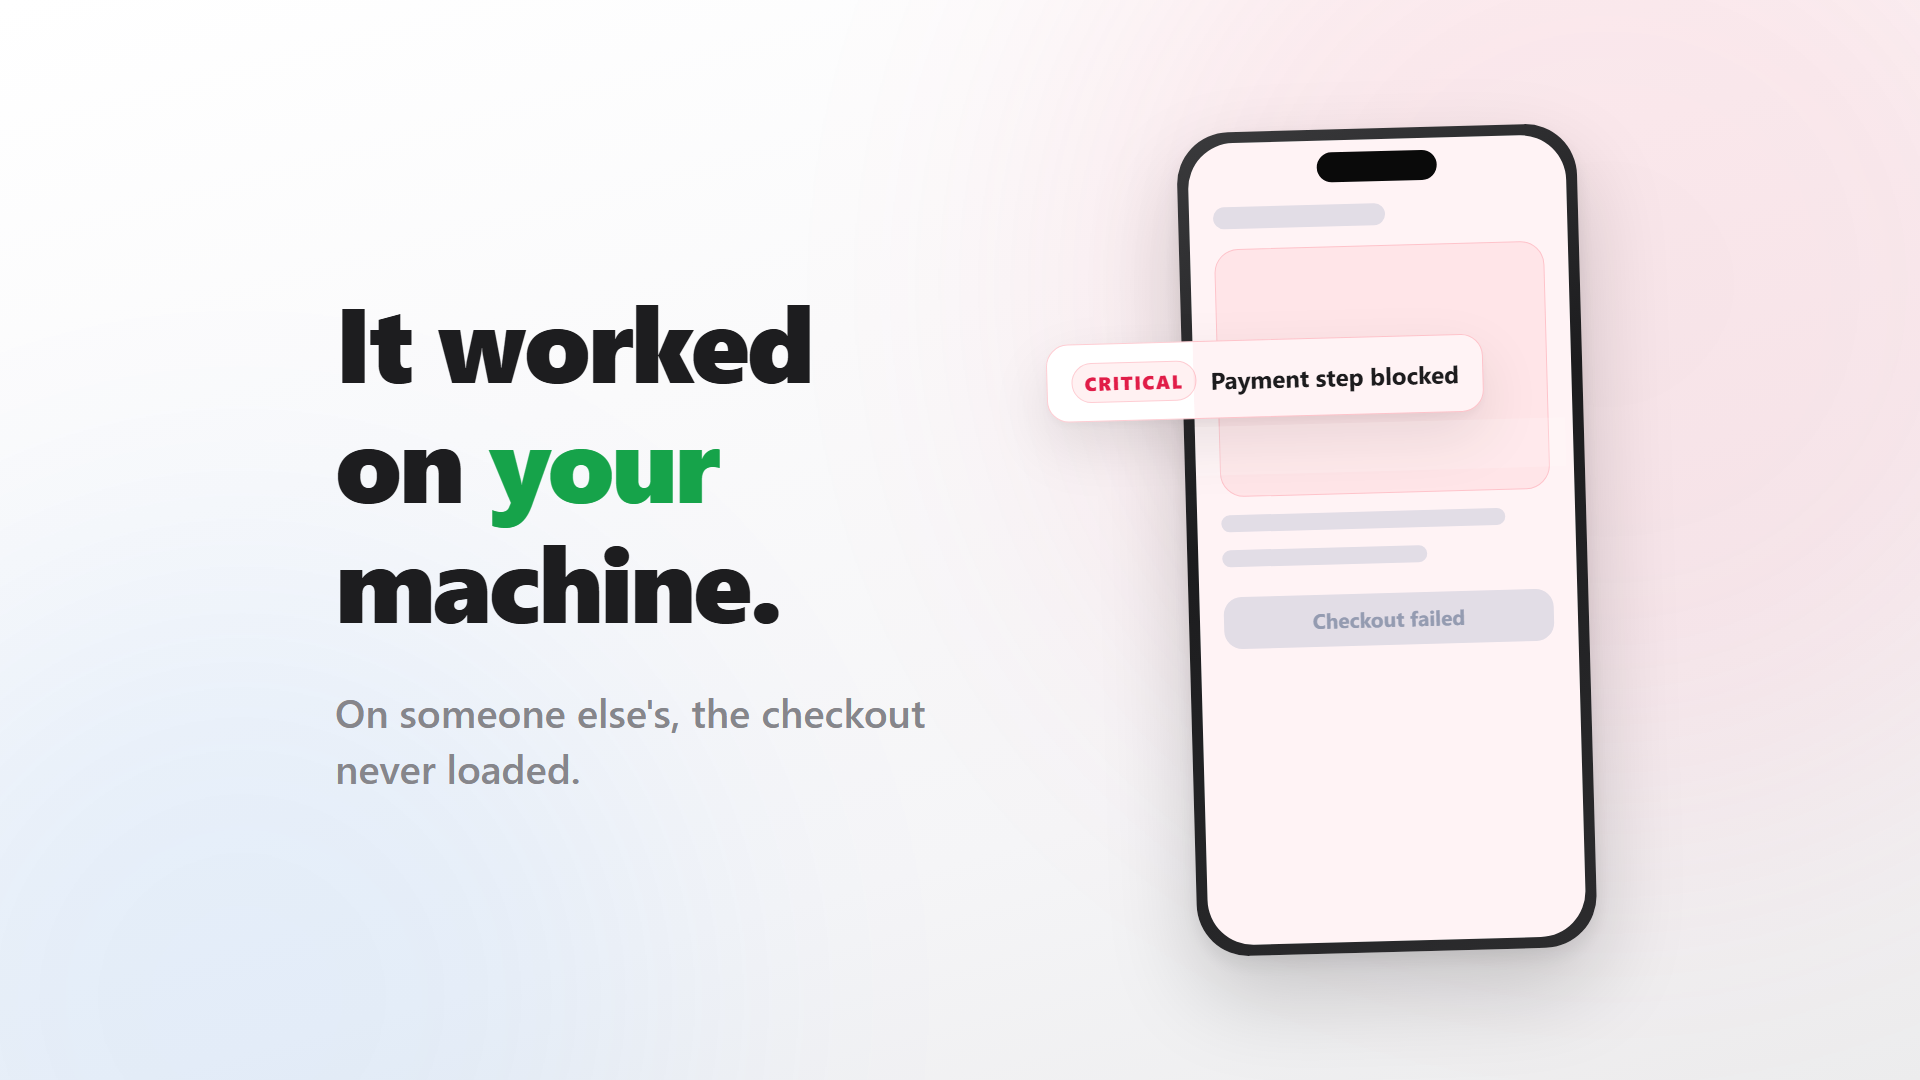 It worked
on your
machine.
On someone else's, the checkout
never loaded.
CRITICAL Payment step blocked
Checkout failed